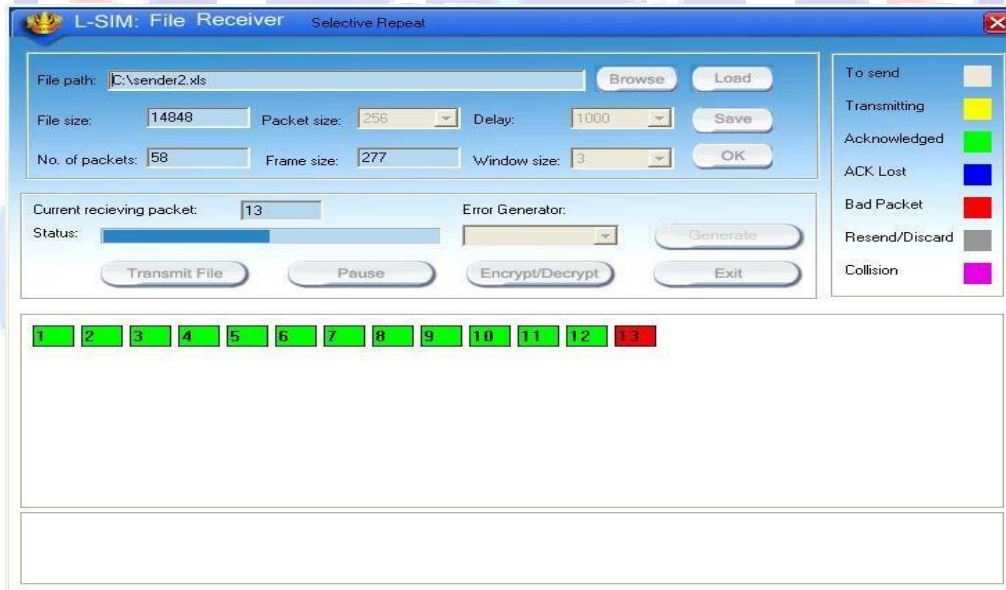 L-SIM: File Receiver Selective Repeat
File path: C:\sender2.xls Browse Load
File size: 14848 Packet size: 256 Delay: 1000 Save
No. of packets: 58 Frame size: 277 Window size: 3 OK
Current recieving packet: 13 Error Generator:
Status: Generate
Transmit File Pause Encrypt/Decrypt Exit
To send
Transmitting
Acknowledged
ACK Lost
Bad Packet
Resend/Discard
Collision
1 2 3 4 5 6 7 8 9 10 11 12 13